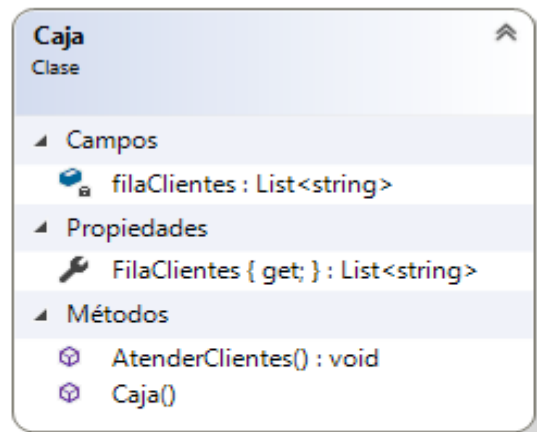 Caja
Clase
Campos
filaClientes : List<string>
Propiedades
FilaClientes { get; } : List<string>
Métodos
AtenderClientes() : void
Caja()